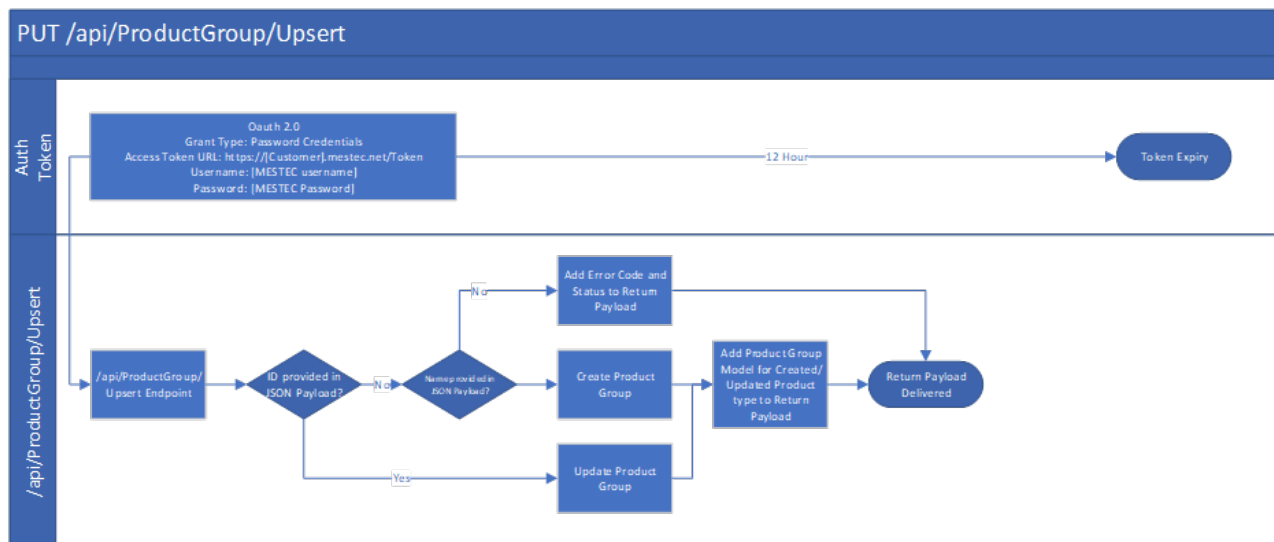 PUT /api/ProductGroup/Upsert
Auth
Token
Oauth 2.0
Grant Type: Password Credentials
Access Token URL: https://[Customer].mestec.net/Token
Username: [MESTEC username]
Password: [MESTEC Password]
12 Hour
Token Expiry
/api/ProductGroup/Upsert
/api/ProductGroup/
Upsert Endpoint
ID provided in
JSON Payload?
No
Name provided in
JSON Payload?
No
Add Error Code and
Status to Return
Payload
Create Product
Group
Yes
Update Product
Group
Add Product Group
Model for Created/
Updated Product
type to Return
Payload
Return Payload
Delivered